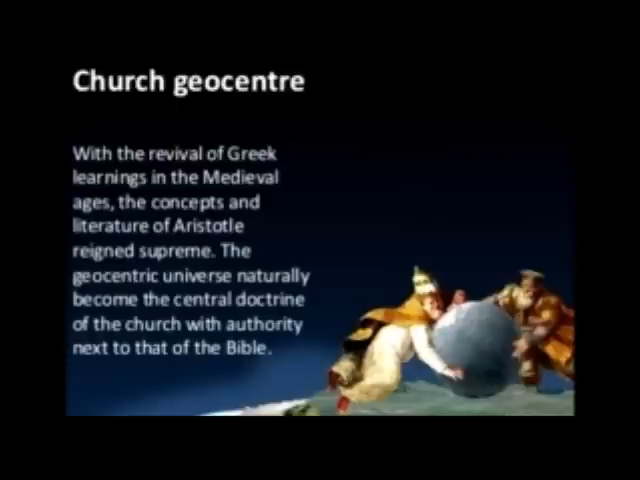 Church geocentre
With the revival of Greek
learnings in the Medieval
ages, the concepts and
literature of Aristotle
reigned supreme. The
geocentric universe naturally
become the central doctrine
of the church with authority
next to that of the Bible.